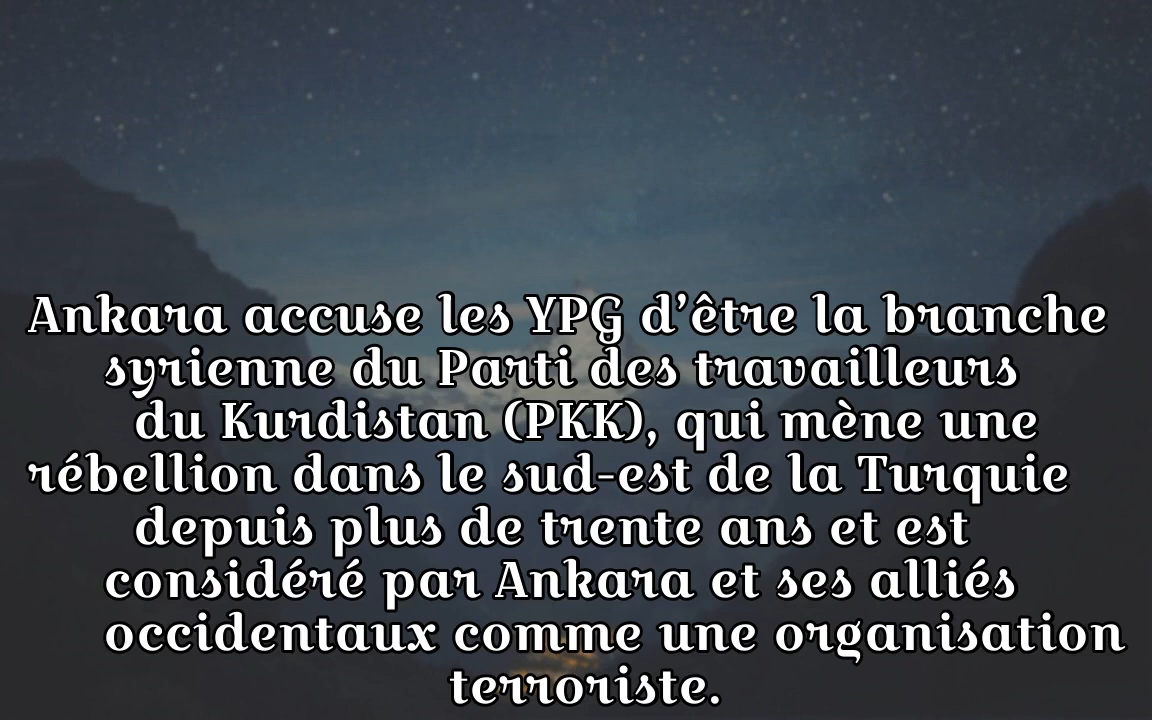 Ankara accuse les YPG d’être la branche
syrienne du Parti des travailleurs
du Kurdistan (PKK), qui mène une
rébellion dans le sud-est de la Turquie
depuis plus de trente ans et est
considéré par Ankara et ses alliés
occidentaux comme une organisation
terroriste.